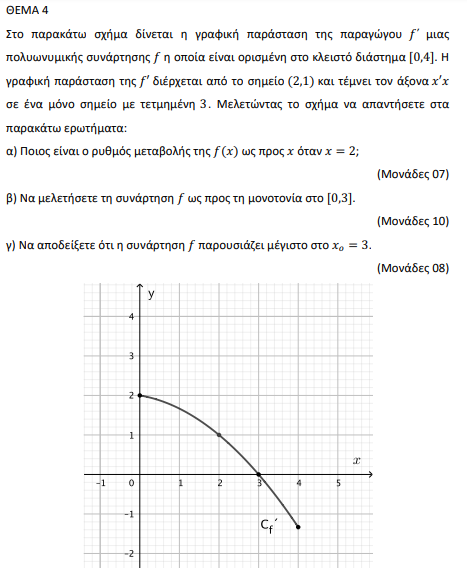 ΘΕΜΑ 4
Στο παρακάτω σχήμα δίνεται η γραφική παράσταση της παραγώγου f′ μιας
πολυωνυμικής συνάρτησης f η οποία είναι ορισμένη στο κλειστό διάστημα [0,4]. Η
γραφική παράσταση της f′ διέρχεται από το σημείο (2,1) και τέμνει τον άξονα x′x
σε ένα μόνο σημείο με τετμημένη 3. Μελετώντας το σχήμα να απαντήσετε στα
παρακάτω ερωτήματα:
α) Ποιος είναι ο ρυθμός μεταβολής της f(x) ως προς x όταν x = 2;
(Μονάδες 07)
β) Να μελετήσετε τη συνάρτηση f ως προς τη μονοτονία στο [0,3].
(Μονάδες 10)
γ) Να αποδείξετε ότι η συνάρτηση f παρουσιάζει μέγιστο στο xₒ = 3.
(Μονάδες 08)
y
4
3
2
1
x
-1 0 1 2 3 4 5
-1
C_f′
-2